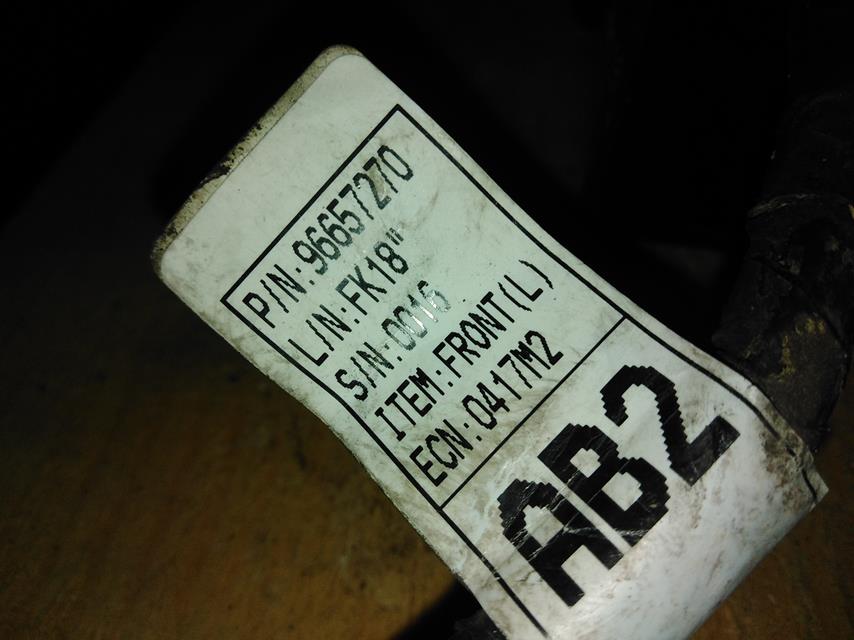 P/N:96657270
L/N:FK18"
S/N:0016
ITEM:FRONT(L)
ECN:0417M2
AB2